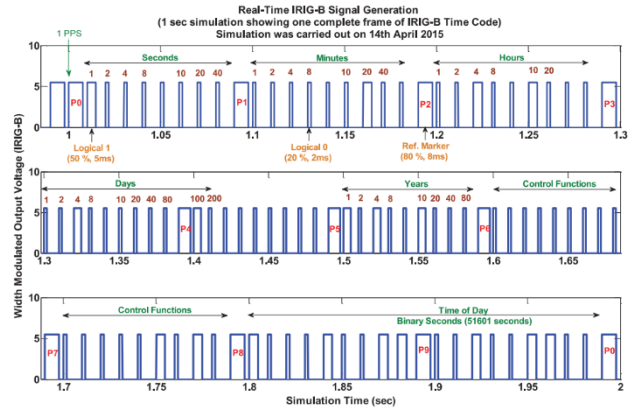 Real-Time IRIG-B Signal Generation
(1 sec simulation showing one complete frame of IRIG-B Time Code)
Simulation was carried out on 14th April 2015
1 PPS
Seconds
Minutes
Hours
1 2 4 8 10 20 40
1 2 4 8 10 20 40
1 2 4 8 10 20
P0
P1
P2
P3
10
5
0
1 1.05 1.1 1.15 1.2 1.25 1.3
Logical 1
(50 %, 5ms)
Logical 0
(20 %, 2ms)
Ref. Marker
(80 %, 8ms)
Width Modulated Output Voltage (IRIG-B)
Days
Years
Control Functions
1 2 4 8 10 20 40 80 100 200
1 2 4 8 10 20 40 80
P4
P5
P6
10
5
0
1.3 1.35 1.4 1.45 1.5 1.55 1.6 1.65
Control Functions
Time of Day
Binary Seconds (51601 seconds)
P7
P8
P9
P0
10
5
0
1.7 1.75 1.8 1.85 1.9 1.95 2
Simulation Time (sec)